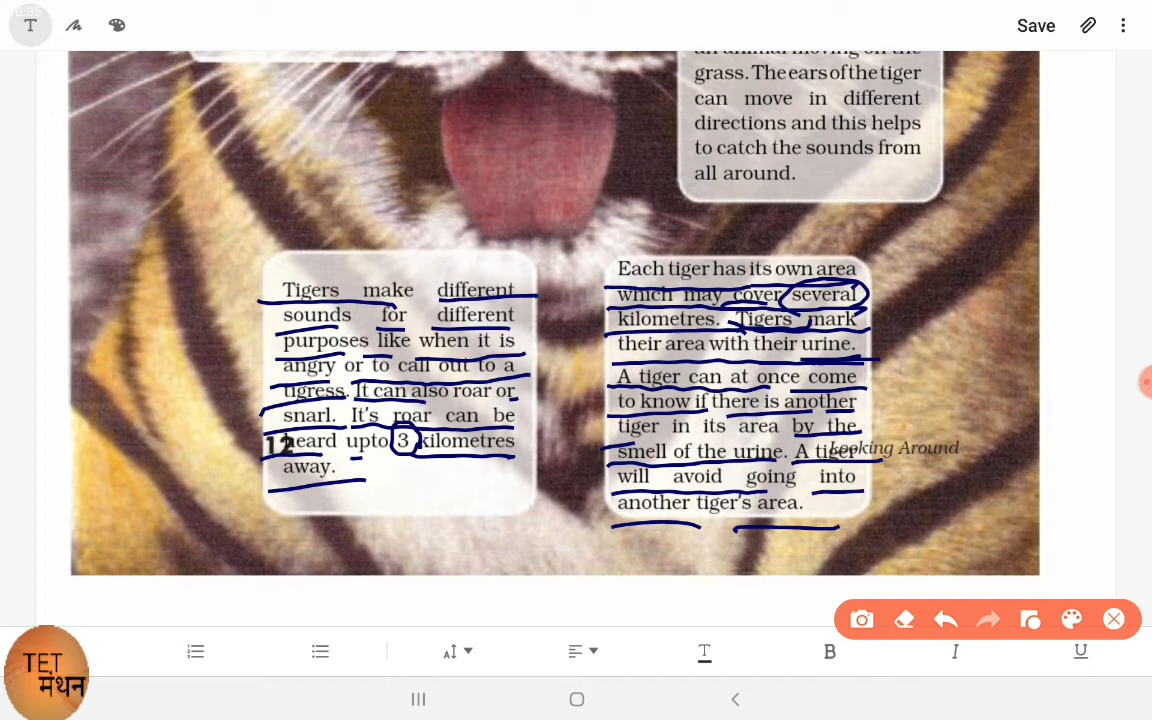 T
Save
an animal moving on the
grass. The ears of the tiger
can move in different
directions and this helps
to catch the sounds from
all around.
Tigers make different
sounds for different
purposes like when it is
angry or to call out to a
tigress. It can also roar or
snarl. It's roar can be
heard upto 3 kilometres
away.
12
Each tiger has its own area
which may cover several
kilometres. Tigers mark
their area with their urine.
A tiger can at once come
to know if there is another
tiger in its area by the
smell of the urine. A tiger
will avoid going into
another tiger's area.
Looking Around
TET
मंथन
T
B
I
U